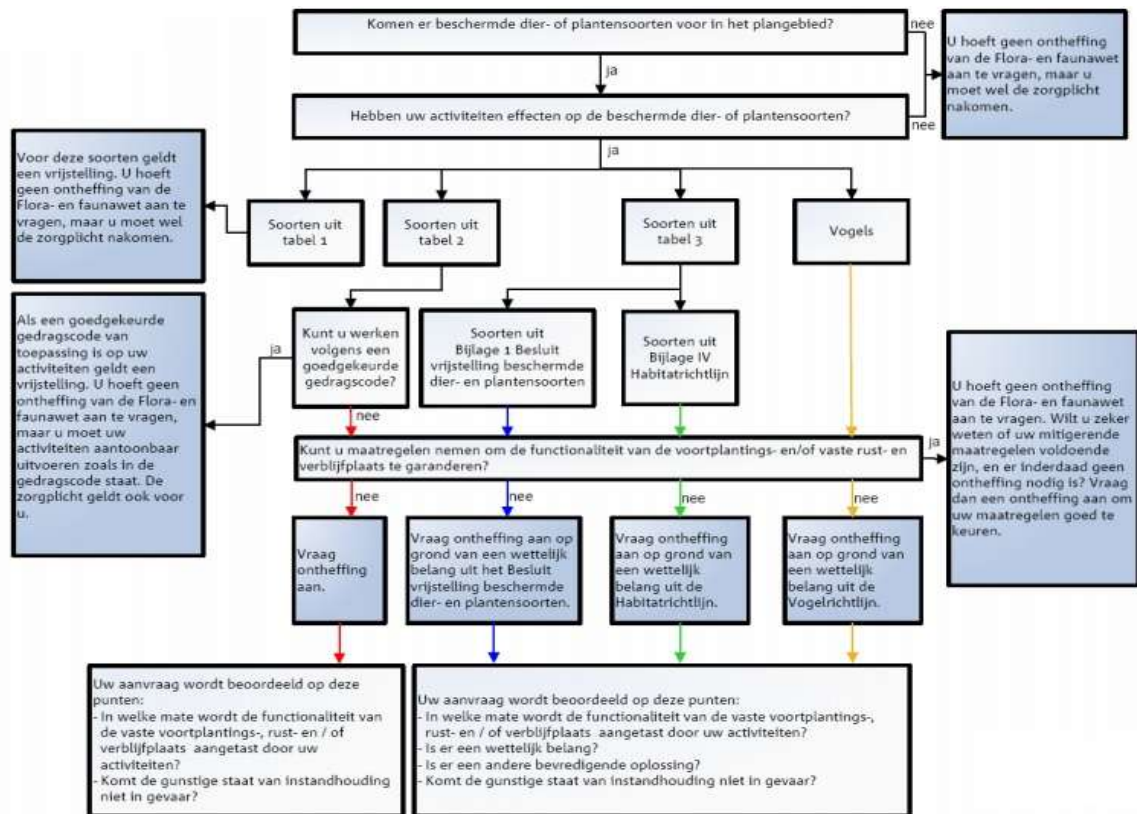 Komen er beschermde dier- of plantensoorten voor in het plangebied?
nee
U hoeft geen ontheffing
van de Flora- en faunawet
aan te vragen, maar u
moet wel de zorgplicht
nakomen.
ja
Hebben uw activiteiten effecten op de beschermde dier- of plantensoorten?
nee
ja
Voor deze soorten geldt
een vrijstelling. U hoeft
geen ontheffing van de
Flora- en faunawet aan te
vragen, maar u moet wel
de zorgplicht nakomen.
Soorten uit
tabel 1
Soorten uit
tabel 2
Soorten uit
tabel 3
Vogels
Als een goedgekeurde
gedragscode van
toepassing is op uw
activiteiten geldt een
vrijstelling. U hoeft geen
ontheffing van de Flora- en
faunawet aan te vragen,
maar u moet uw
activiteiten aantoonbaar
uitvoeren zoals in de
gedragscode staat. De
zorgplicht geldt ook voor
u.
ja
Kunt u werken
volgens een
goedgekeurde
gedragscode?
Soorten uit
Bijlage 1 Besluit
vrijstelling beschermde
dier- en plantensoorten
Soorten uit
Bijlage IV
Habitatrichtlijn
nee
Kunt u maatregelen nemen om de functionaliteit van de voortplantings- en/of vaste rust- en
verblijfplaats te garanderen?
ja
U hoeft geen ontheffing
van de Flora- en faunawet
aan te vragen. Wilt u zeker
weten of uw mitigerende
maatregelen voldoende
zijn, en er inderdaad geen
ontheffing nodig is? Vraag
dan een ontheffing aan om
uw maatregelen goed te
keuren.
nee
nee
nee
nee
Vraag
ontheffing
aan.
Vraag ontheffing aan op
grond van een wettelijk
belang uit het Besluit
vrijstelling beschermde
dier- en plantensoorten.
Vraag ontheffing
aan op grond van
een wettelijk
belang uit de
Habitatrichtlijn.
Vraag ontheffing
aan op grond van
een wettelijk
belang uit de
Vogelrichtlijn.
Uw aanvraag wordt beoordeeld op deze
punten:
- In welke mate wordt de functionaliteit van
de vaste voortplantings-, rust- en / of
verblijfplaats aangetast door uw
activiteiten?
- Komt de gunstige staat van instandhouding
niet in gevaar?
Uw aanvraag wordt beoordeeld op deze punten:
- In welke mate wordt de functionaliteit van de vaste voortplantings-,
rust- en / of verblijfplaats aangetast door uw activiteiten?
- Is er een wettelijk belang?
- Is er een andere bevredigende oplossing?
- Komt de gunstige staat van instandhouding niet in gevaar?